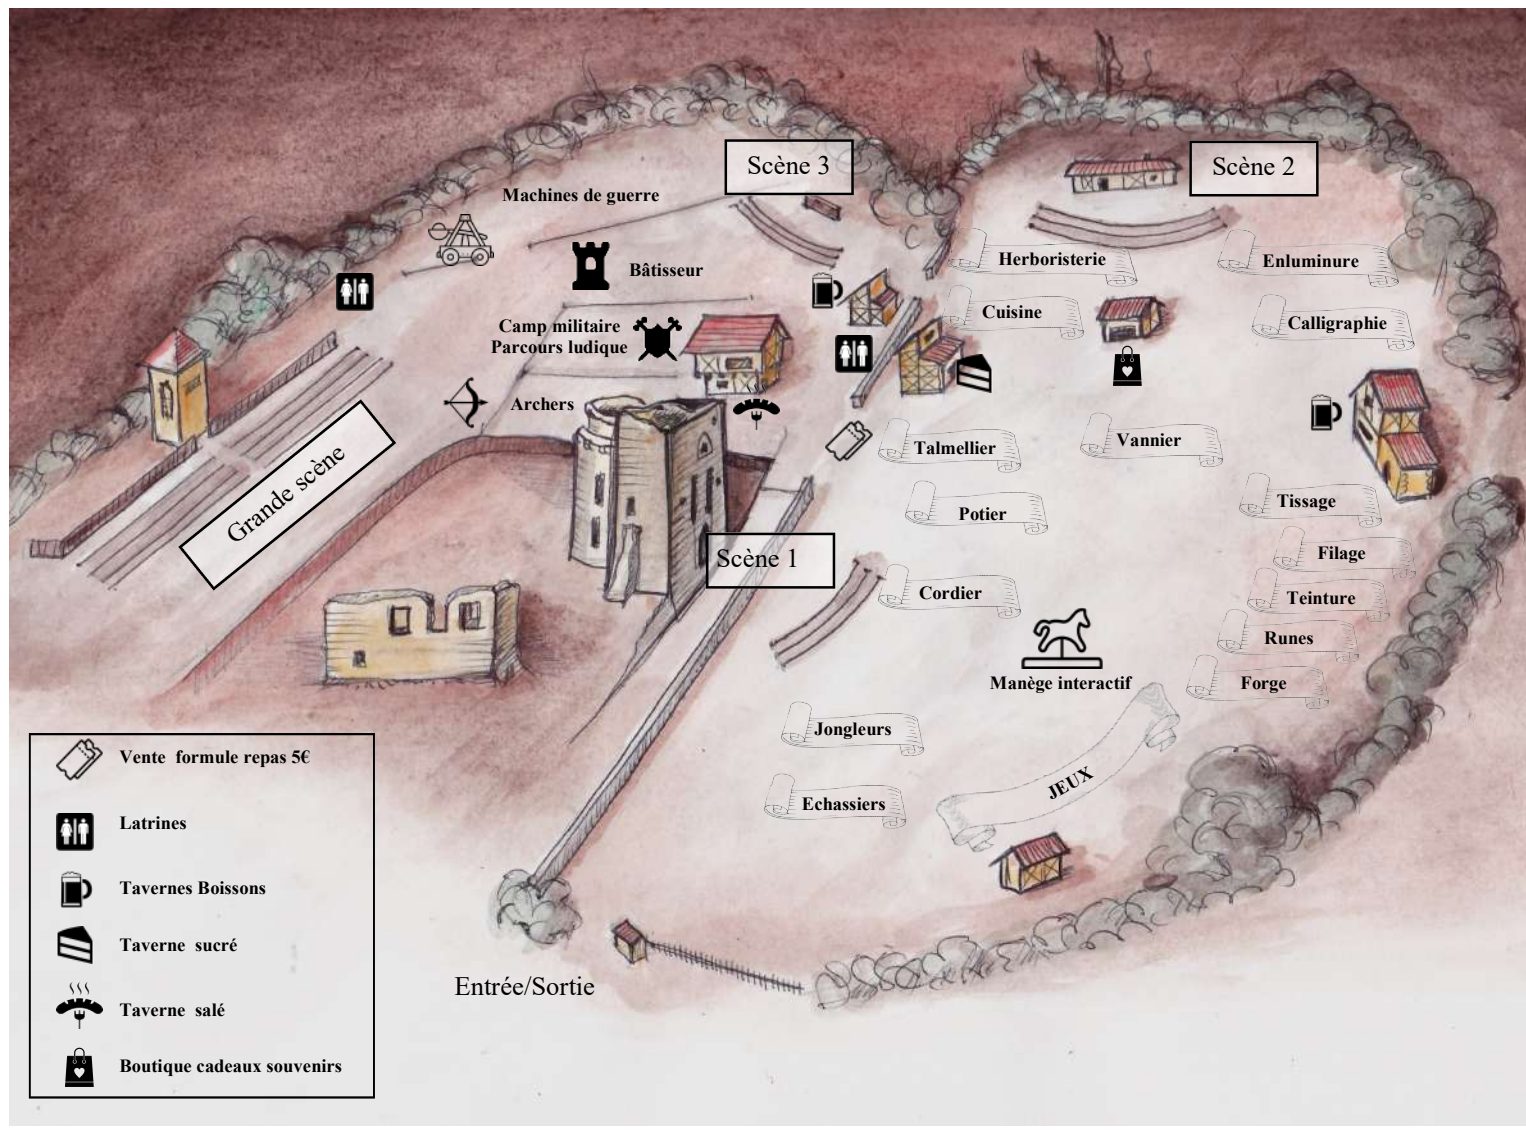 Scène 3
Scène 2
Machines de guerre
Bâtisseur
Herboristerie
Enluminure
Cuisine
Calligraphie
Camp militaire
Parcours ludique
Archers
Talmellier
Vannier
Grande scène
Tissage
Potier
Scène 1
Filage
Cordier
Teinture
Runes
Manège interactif
Forge
Jongleurs
JEUX
Echassiers
Entrée/Sortie
Vente formule repas 5€
Latrines
Tavernes Boissons
Taverne sucré
Taverne salé
Boutique cadeaux souvenirs